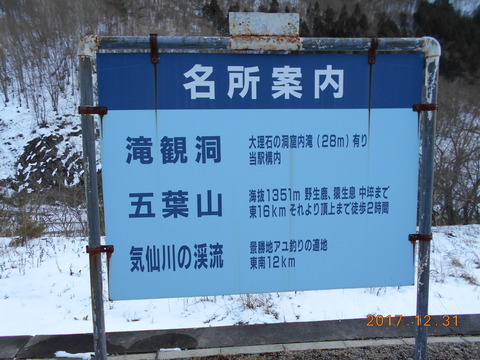 名所案内
滝観洞
大理石の洞窟内滝(28m)有り
当駅構内
五葉山
海抜1351m 野生鹿、猿生息 中坪まで
東16km それより頂上まで徒歩2時間
気仙川の渓流
景勝地アユ釣りの適地
東南12km
2017.12.31